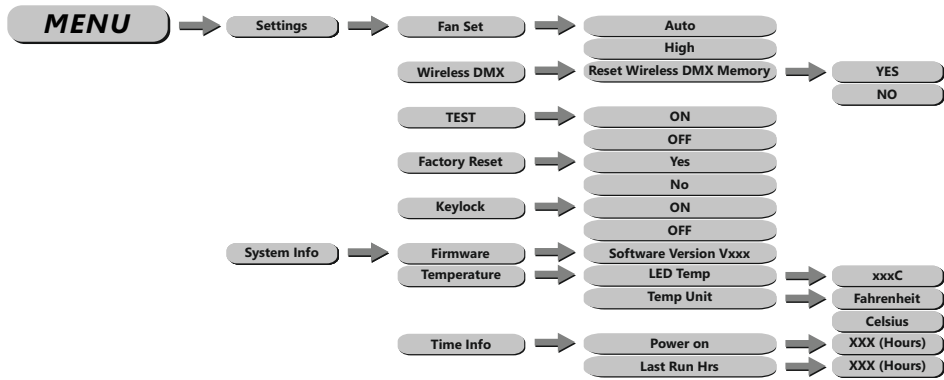 MENU Settings Fan Set Auto
High
Wireless DMX Reset Wireless DMX Memory YES
NO
TEST ON
OFF
Factory Reset Yes
No
Keylock ON
OFF
System Info Firmware Software Version Vxxx
Temperature LED Temp xxxC
Temp Unit Fahrenheit
Celsius
Time Info Power on XXX (Hours)
Last Run Hrs XXX (Hours)